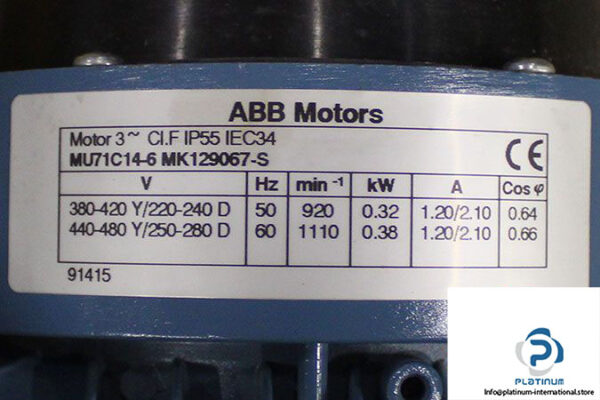 ABB Motors
Motor 3~ Cl.F IP55 IEC34
MU71C14-6 MK129067-S
CE
V Hz min -1 kW A Cos φ
380-420 Y/220-240 D 50 920 0.32 1.20/2.10 0.64
440-480 Y/250-280 D 60 1110 0.38 1.20/2.10 0.66
91415
PLATINUM
Info@platinum-international.store